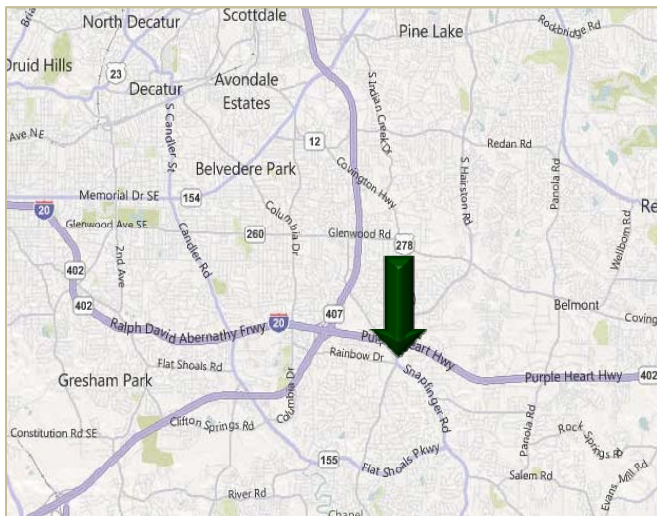 Scottdale
North Decatur
Pine Lake
Rockbridge Rd
Druid Hills
23
Decatur
Avondale
Estates
S Candler St
S Indian Creek Dr
Ave NE
12
Redan Rd
Belvedere Park
Covington Hwy
S Hairston Rd
Panola Rd
Memorial Dr SE
154
20
Columbia Dr
Re
Glenwood Ave SE
260
Glenwood Rd
278
Wellborn Rd
2nd Ave
Candler Rd
402
402
407
Belmont
Coving
Ralph David Abernathy Frwy
20
Purple Heart Hwy
Rainbow Dr
Flat Shoals Rd
Snapfinger Rd
Purple Heart Hwy
402
Gresham Park
Columbia Dr
Clifton Springs Rd
Panola Rd
Constitution Rd SE
Rock Springs Rd
155
Flat Shoals Pkwy
Salem Rd
Evans Mill Rd
River Rd
Chapel